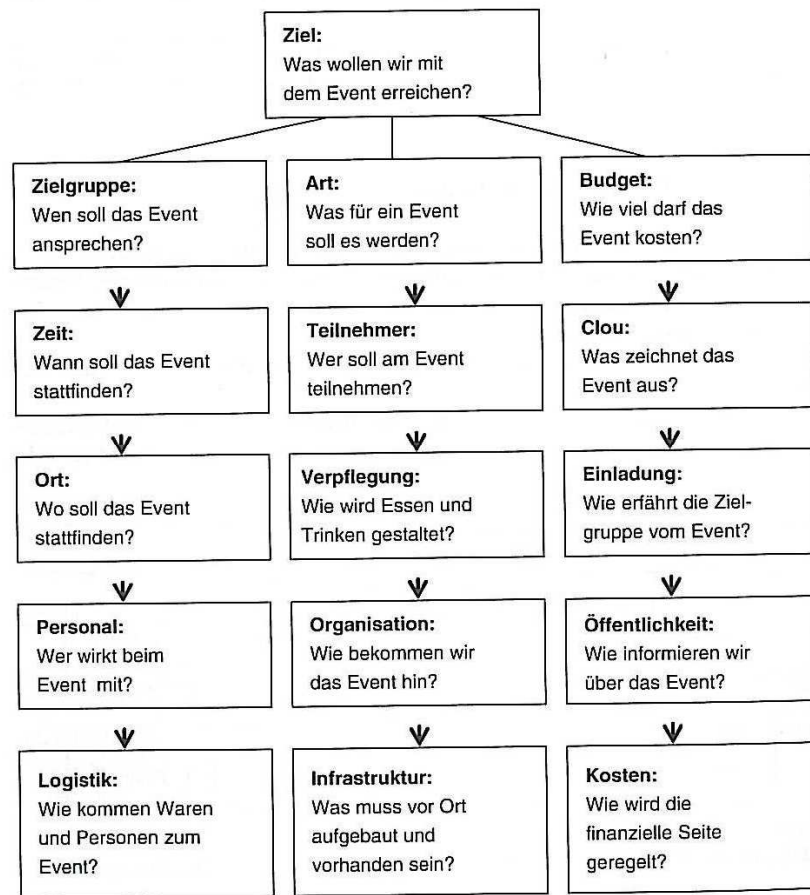 Ziel:
Was wollen wir mit
dem Event erreichen?
Zielgruppe:
Wen soll das Event
ansprechen?
Art:
Was für ein Event
soll es werden?
Budget:
Wie viel darf das
Event kosten?
Zeit:
Wann soll das Event
stattfinden?
Teilnehmer:
Wer soll am Event
teilnehmen?
Clou:
Was zeichnet das
Event aus?
Ort:
Wo soll das Event
stattfinden?
Verpflegung:
Wie wird Essen und
Trinken gestaltet?
Einladung:
Wie erfährt die Ziel-
gruppe vom Event?
Personal:
Wer wirkt beim
Event mit?
Organisation:
Wie bekommen wir
das Event hin?
Öffentlichkeit:
Wie informieren wir
über das Event?
Logistik:
Wie kommen Waren
und Personen zum
Event?
Infrastruktur:
Was muss vor Ort
aufgebaut und
vorhanden sein?
Kosten:
Wie wird die
finanzielle Seite
geregelt?